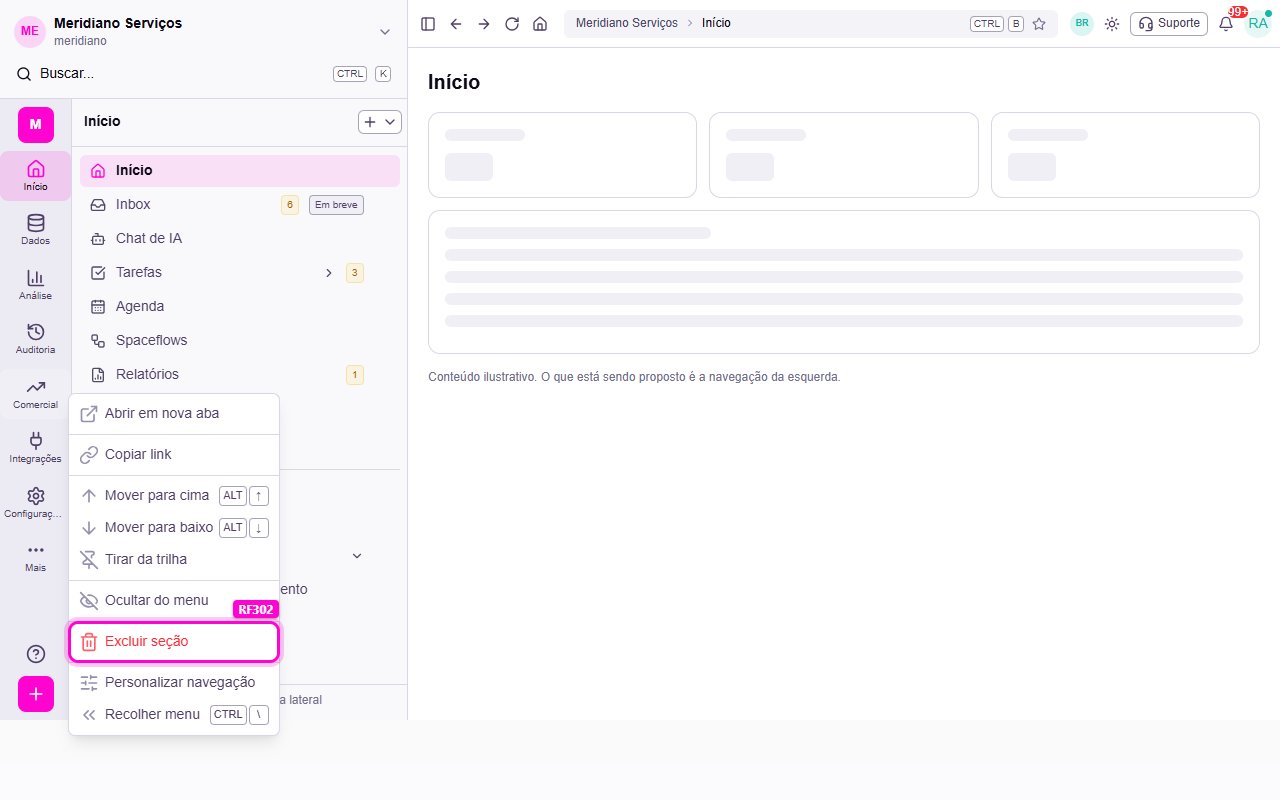 ME
Meridiano Serviços
meridiano
Buscar...
CTRL K
Meridiano Serviços > Início
CTRL B
BR
Suporte
99+
RA
M
Início
Dados
Análise
Auditoria
Comercial
Integrações
Configuraç...
Mais
Início
Início
Inbox 6 Em breve
Chat de IA
Tarefas 3
Agenda
Spaceflows
Relatórios 1
ento
a lateral
Abrir em nova aba
Copiar link
Mover para cima ALT ↑
Mover para baixo ALT ↓
Tirar da trilha
Ocultar do menu
RF302
Excluir seção
Personalizar navegação
Recolher menu CTRL \
Início
Conteúdo ilustrativo. O que está sendo proposto é a navegação da esquerda.